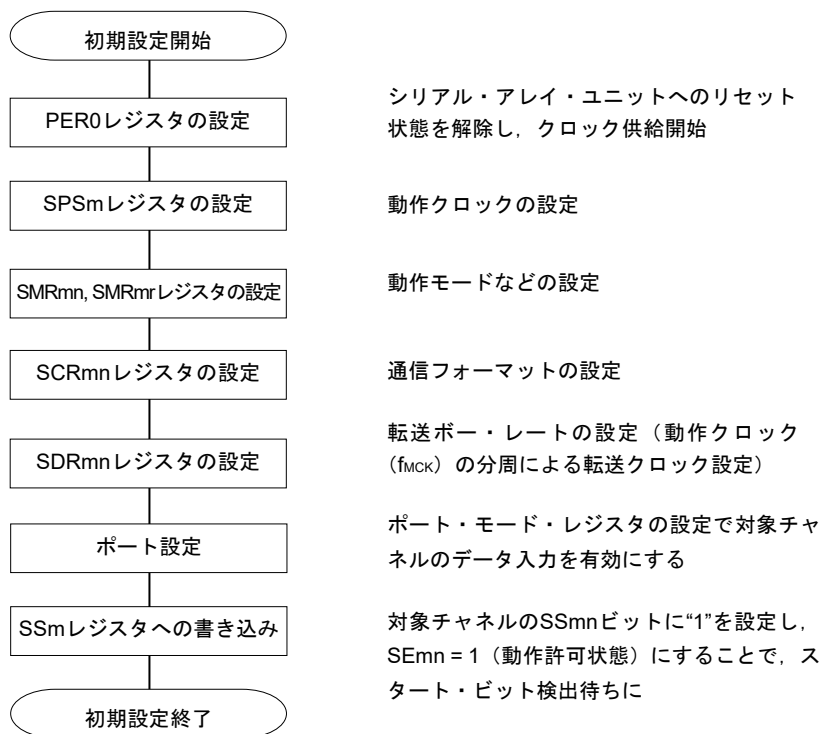 初期設定開始
PER0レジスタの設定
シリアル・アレイ・ユニットへのリセット
状態を解除し，クロック供給開始
SPSmレジスタの設定
動作クロックの設定
SMRmn, SMRmrレジスタの設定
動作モードなどの設定
SCRmnレジスタの設定
通信フォーマットの設定
SDRmnレジスタの設定
転送ボー・レートの設定（動作クロック
（fMCK）の分周による転送クロック設定）
ポート設定
ポート・モード・レジスタの設定で対象チャ
ネルのデータ入力を有効にする
SSmレジスタへの書き込み
対象チャネルのSSmnビットに“1”を設定し，
SEmn = 1（動作許可状態）にすることで，ス
タート・ビット検出待ちに
初期設定終了